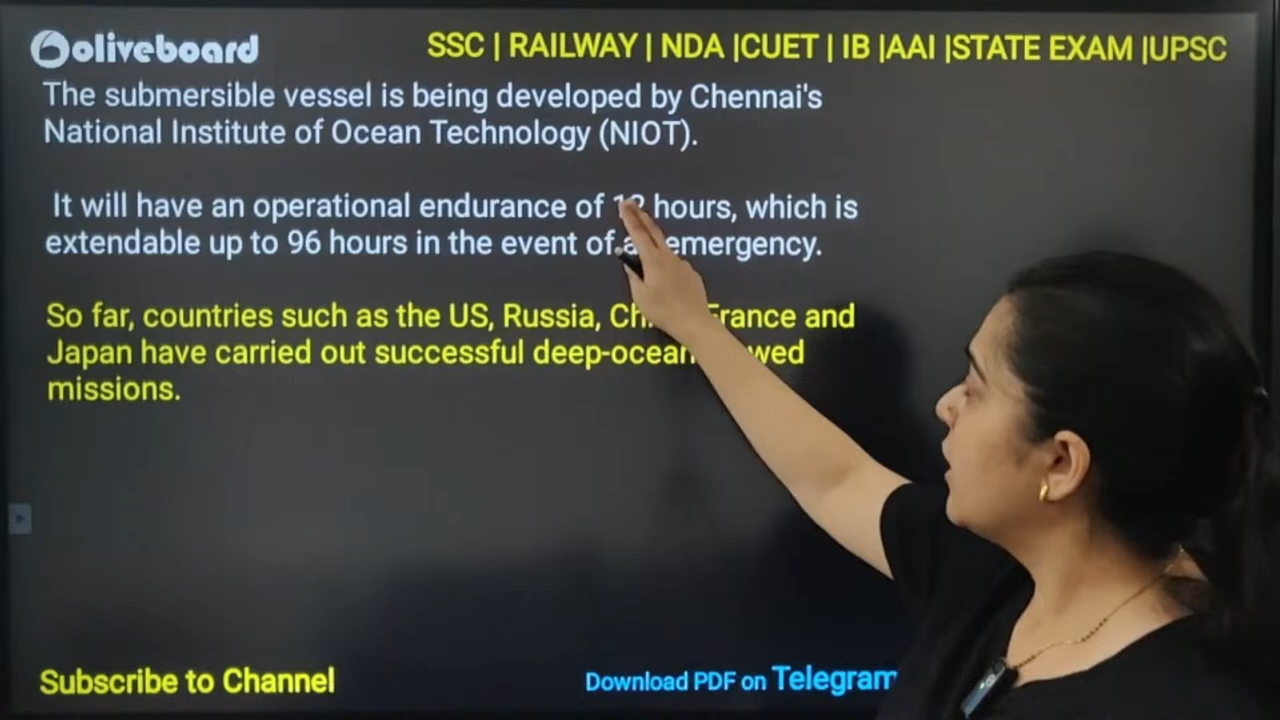 oliveboard
SSC | RAILWAY | NDA |CUET | IB |AAI |STATE EXAM |UPSC
The submersible vessel is being developed by Chennai's
National Institute of Ocean Technology (NIOT).
It will have an operational endurance of hours, which is
extendable up to 96 hours in the event of emergency.
So far, countries such as the US, Russia, France and
Japan have carried out successful deep-ocean
missions.
Subscribe to Channel
Download PDF on Telegram